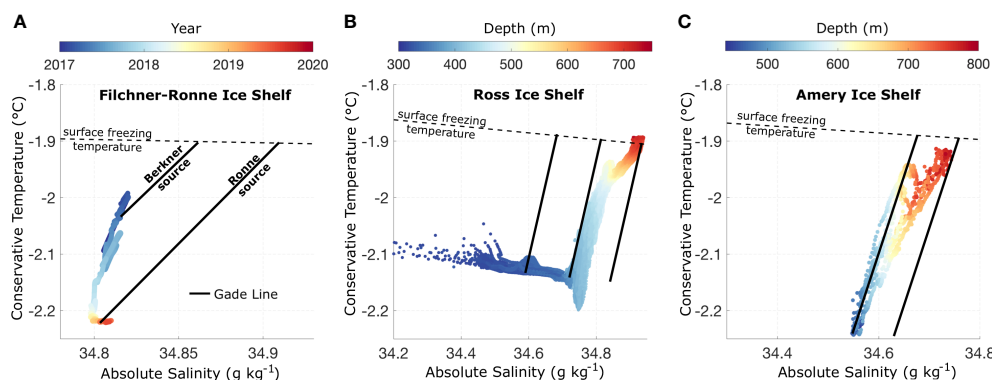 A
Year
2017 2018 2019 2020
Filchner-Ronne Ice Shelf
surface freezing
temperature
Berkner
source
Ronne
source
Gade Line
Conservative Temperature (°C)
-1.8
-1.9
-2
-2.1
-2.2
34.8 34.85 34.9
Absolute Salinity (g kg-1)
B
Depth (m)
300 400 500 600 700
Ross Ice Shelf
surface freezing
temperature
Conservative Temperature (°C)
-1.8
-1.9
-2
-2.1
-2.2
34.2 34.4 34.6 34.8
Absolute Salinity (g kg-1)
C
Depth (m)
500 600 700 800
Amery Ice Shelf
surface freezing
temperature
Conservative Temperature (°C)
-1.8
-1.9
-2
-2.1
-2.2
34.4 34.6 34.8
Absolute Salinity (g kg-1)